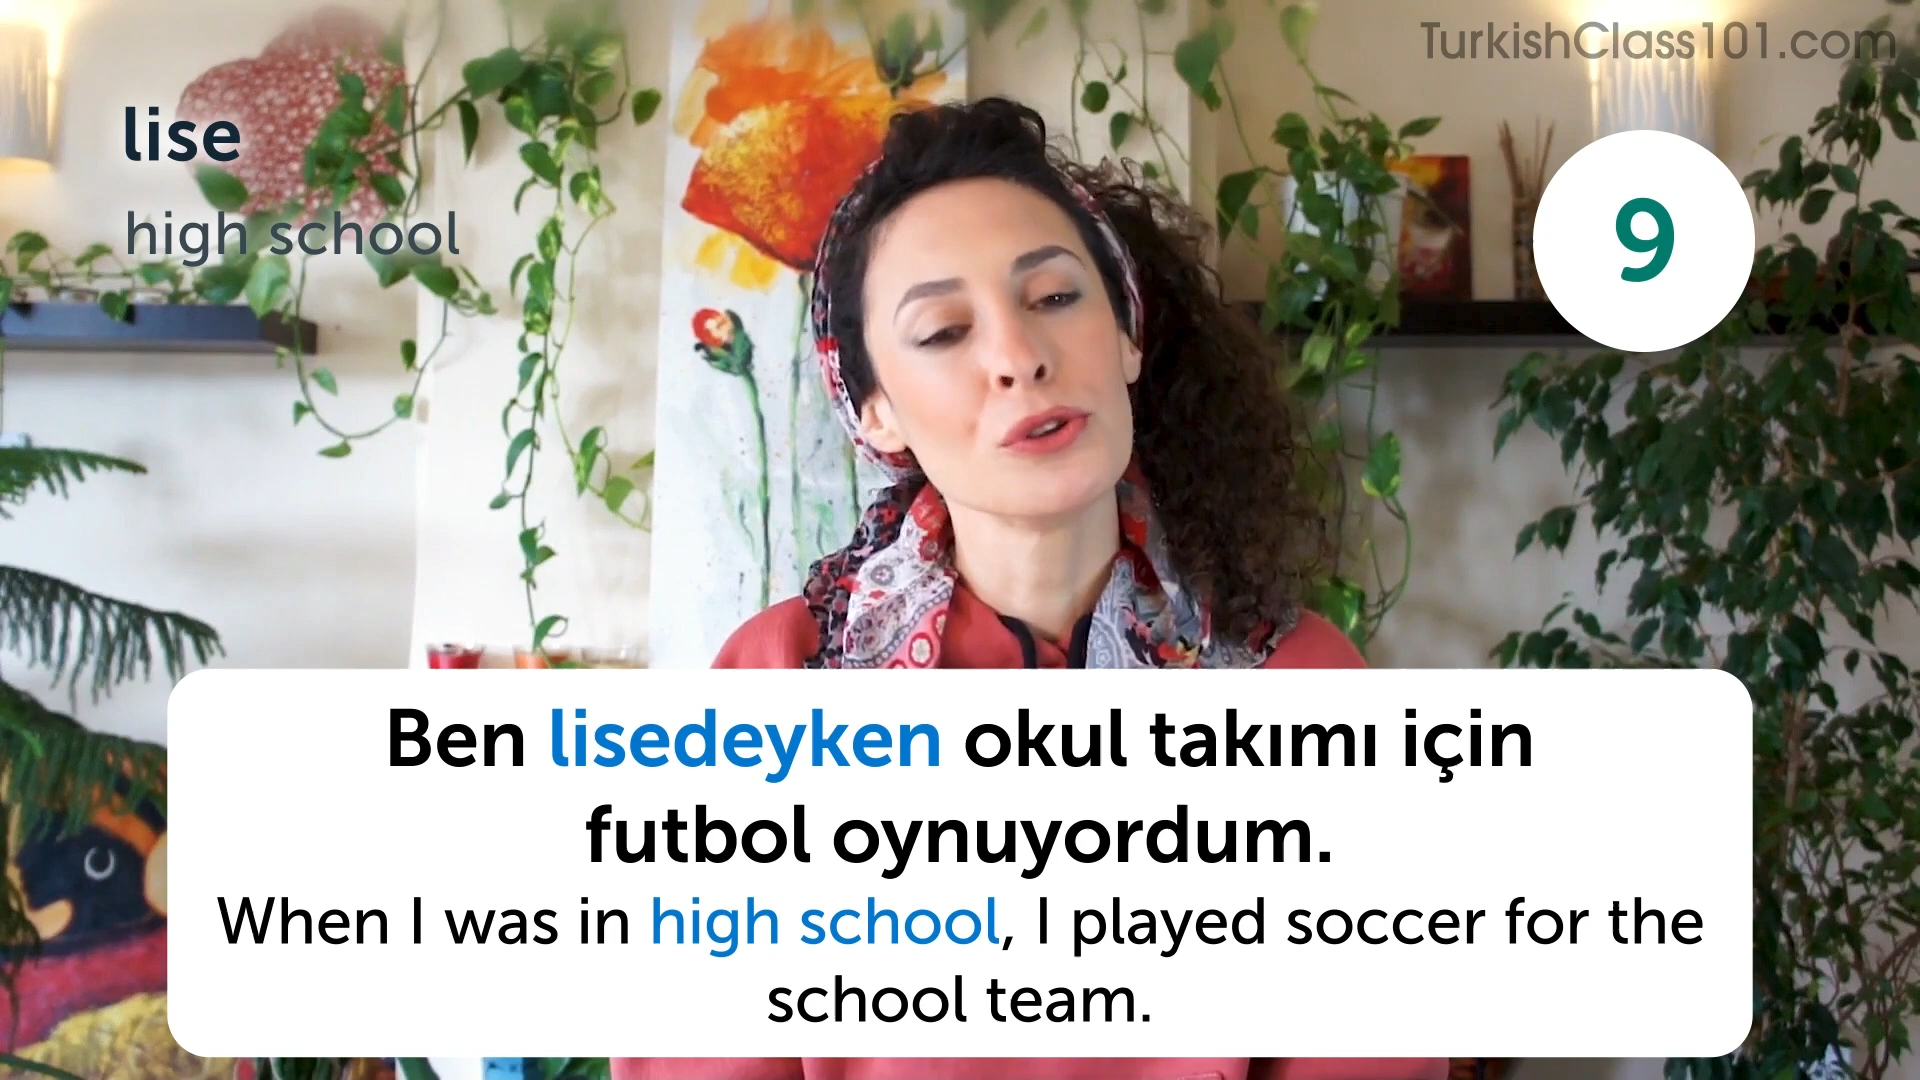 TurkishClass101.com
lise
high school
9
Ben lisedeyken okul takımı için
futbol oynuyordum.
When I was in high school, I played soccer for the
school team.